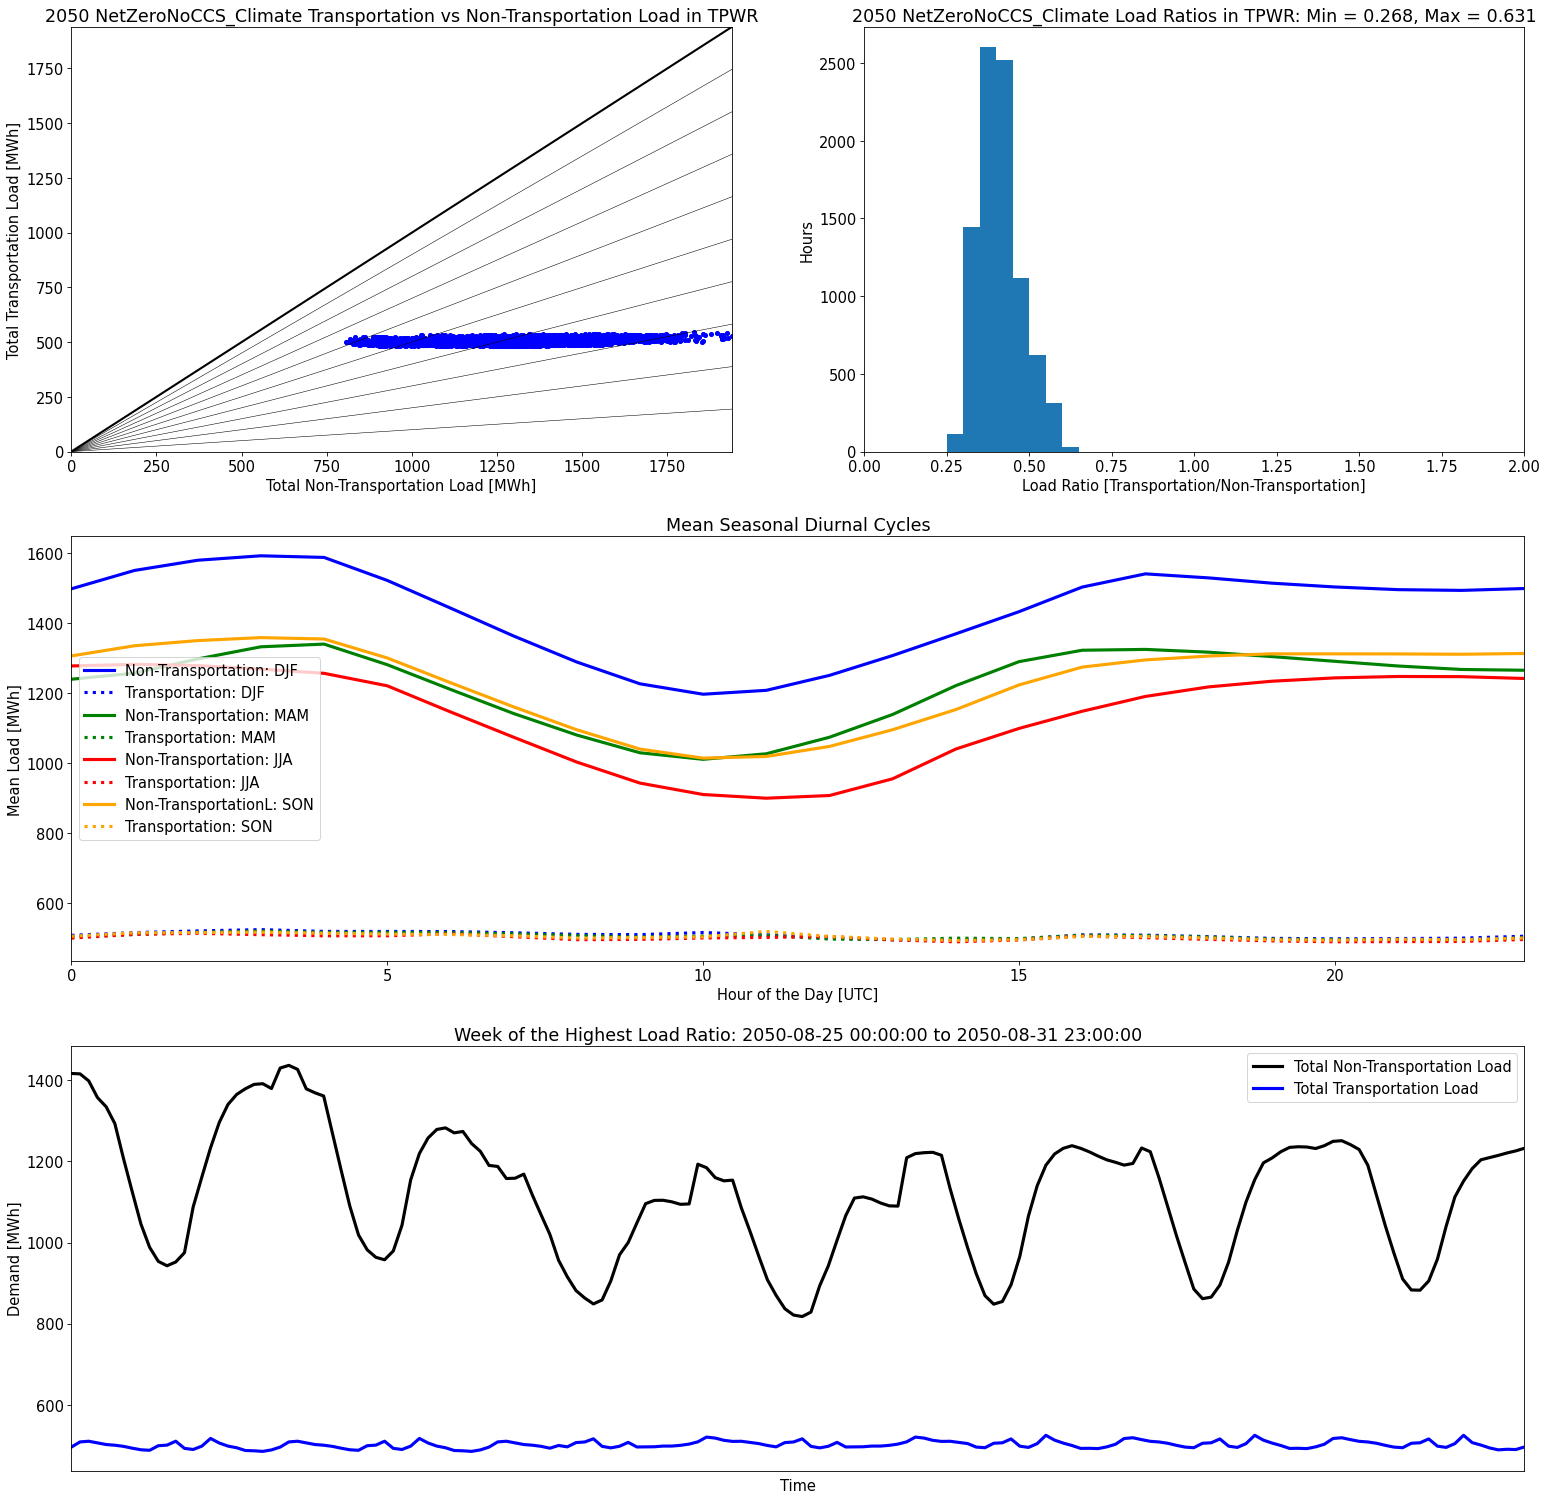 2050 NetZeroNoCCS_Climate Transportation vs Non-Transportation Load in TPWR
Total Transportation Load [MWh]
1750
1500
1250
1000
750
500
250
0
0 250 500 750 1000 1250 1500 1750
Total Non-Transportation Load [MWh]
2050 NetZeroNoCCS_Climate Load Ratios in TPWR: Min = 0.268, Max = 0.631
Hours
2500
2000
1500
1000
500
0
0.00 0.25 0.50 0.75 1.00 1.25 1.50 1.75 2.00
Load Ratio [Transportation/Non-Transportation]
Mean Seasonal Diurnal Cycles
Mean Load [MWh]
1600
1400
1200
1000
800
600
Non-Transportation: DJF
Transportation: DJF
Non-Transportation: MAM
Transportation: MAM
Non-Transportation: JJA
Transportation: JJA
Non-TransportationL: SON
Transportation: SON
0 5 10 15 20
Hour of the Day [UTC]
Week of the Highest Load Ratio: 2050-08-25 00:00:00 to 2050-08-31 23:00:00
Demand [MWh]
1400
1200
1000
800
600
Total Non-Transportation Load
Total Transportation Load
Time